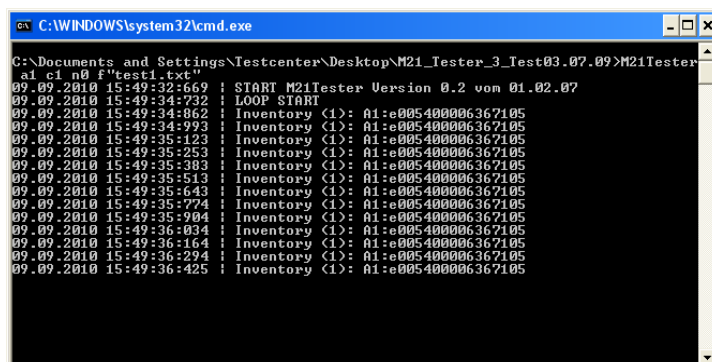 C:\WINDOWS\system32\cmd.exe
C:\Documents and Settings\Testcenter\Desktop\M21_Tester_3_Test03.07.09>M21Tester
a1 c1 n0 f"test1.txt"
09.09.2010 15:49:32:669 | START M21Tester Version 0.2 vom 01.02.07
09.09.2010 15:49:34:732 | LOOP START
09.09.2010 15:49:34:862 | Inventory (1): A1:e005400006367105
09.09.2010 15:49:34:993 | Inventory (1): A1:e005400006367105
09.09.2010 15:49:35:123 | Inventory (1): A1:e005400006367105
09.09.2010 15:49:35:253 | Inventory (1): A1:e005400006367105
09.09.2010 15:49:35:383 | Inventory (1): A1:e005400006367105
09.09.2010 15:49:35:513 | Inventory (1): A1:e005400006367105
09.09.2010 15:49:35:643 | Inventory (1): A1:e005400006367105
09.09.2010 15:49:35:774 | Inventory (1): A1:e005400006367105
09.09.2010 15:49:35:904 | Inventory (1): A1:e005400006367105
09.09.2010 15:49:36:034 | Inventory (1): A1:e005400006367105
09.09.2010 15:49:36:164 | Inventory (1): A1:e005400006367105
09.09.2010 15:49:36:294 | Inventory (1): A1:e005400006367105
09.09.2010 15:49:36:425 | Inventory (1): A1:e005400006367105